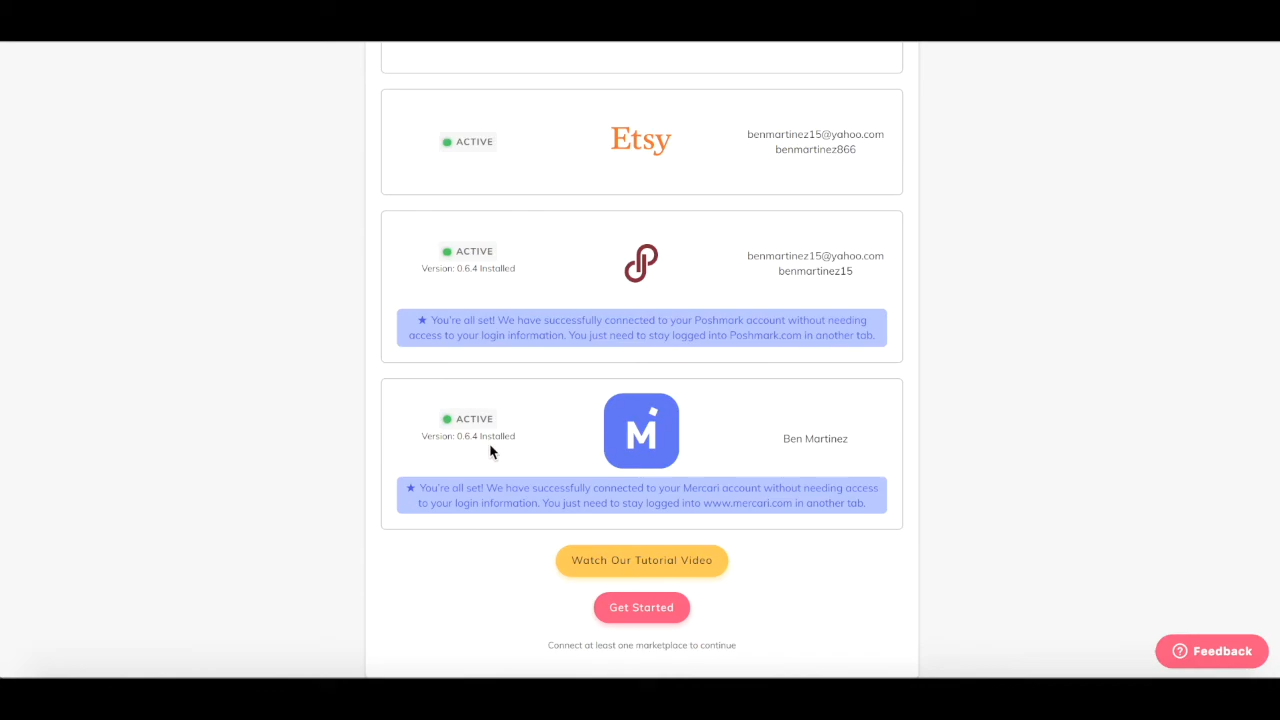 ACTIVE
Etsy
benmartinez15@yahoo.com
benmartinez866
ACTIVE
Version: 0.6.4 Installed
benmartinez15@yahoo.com
benmartinez15
★ You're all set! We have successfully connected to your Poshmark account without needing
access to your login information. You just need to stay logged into Poshmark.com in another tab.
ACTIVE
Version: 0.6.4 Installed
M
Ben Martinez
★ You're all set! We have successfully connected to your Mercari account without needing access
to your login information. You just need to stay logged into www.mercari.com in another tab.
Watch Our Tutorial Video
Get Started
Connect at least one marketplace to continue
Feedback